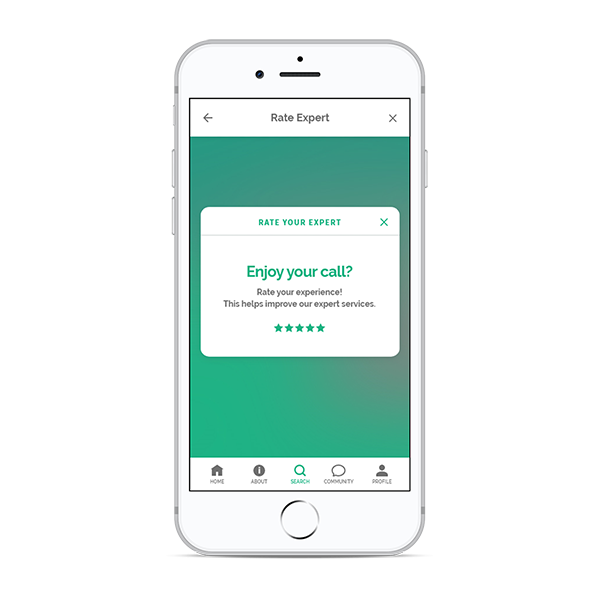 Rate Expert
RATE YOUR EXPERT
Enjoy your call?
Rate your experience!
This helps improve our expert services.
HOME ABOUT SEARCH COMMUNITY PROFILE